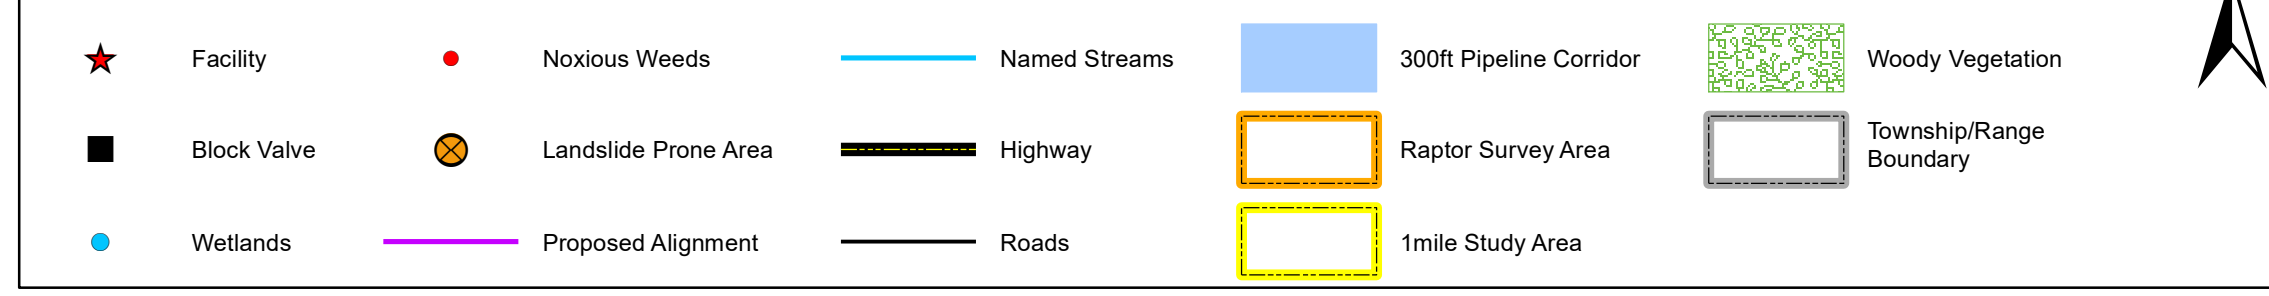 Facility
Block Valve
Wetlands
Noxious Weeds
Landslide Prone Area
Proposed Alignment
Named Streams
Highway
Roads
300ft Pipeline Corridor
Raptor Survey Area
1mile Study Area
Woody Vegetation
Township/Range
Boundary